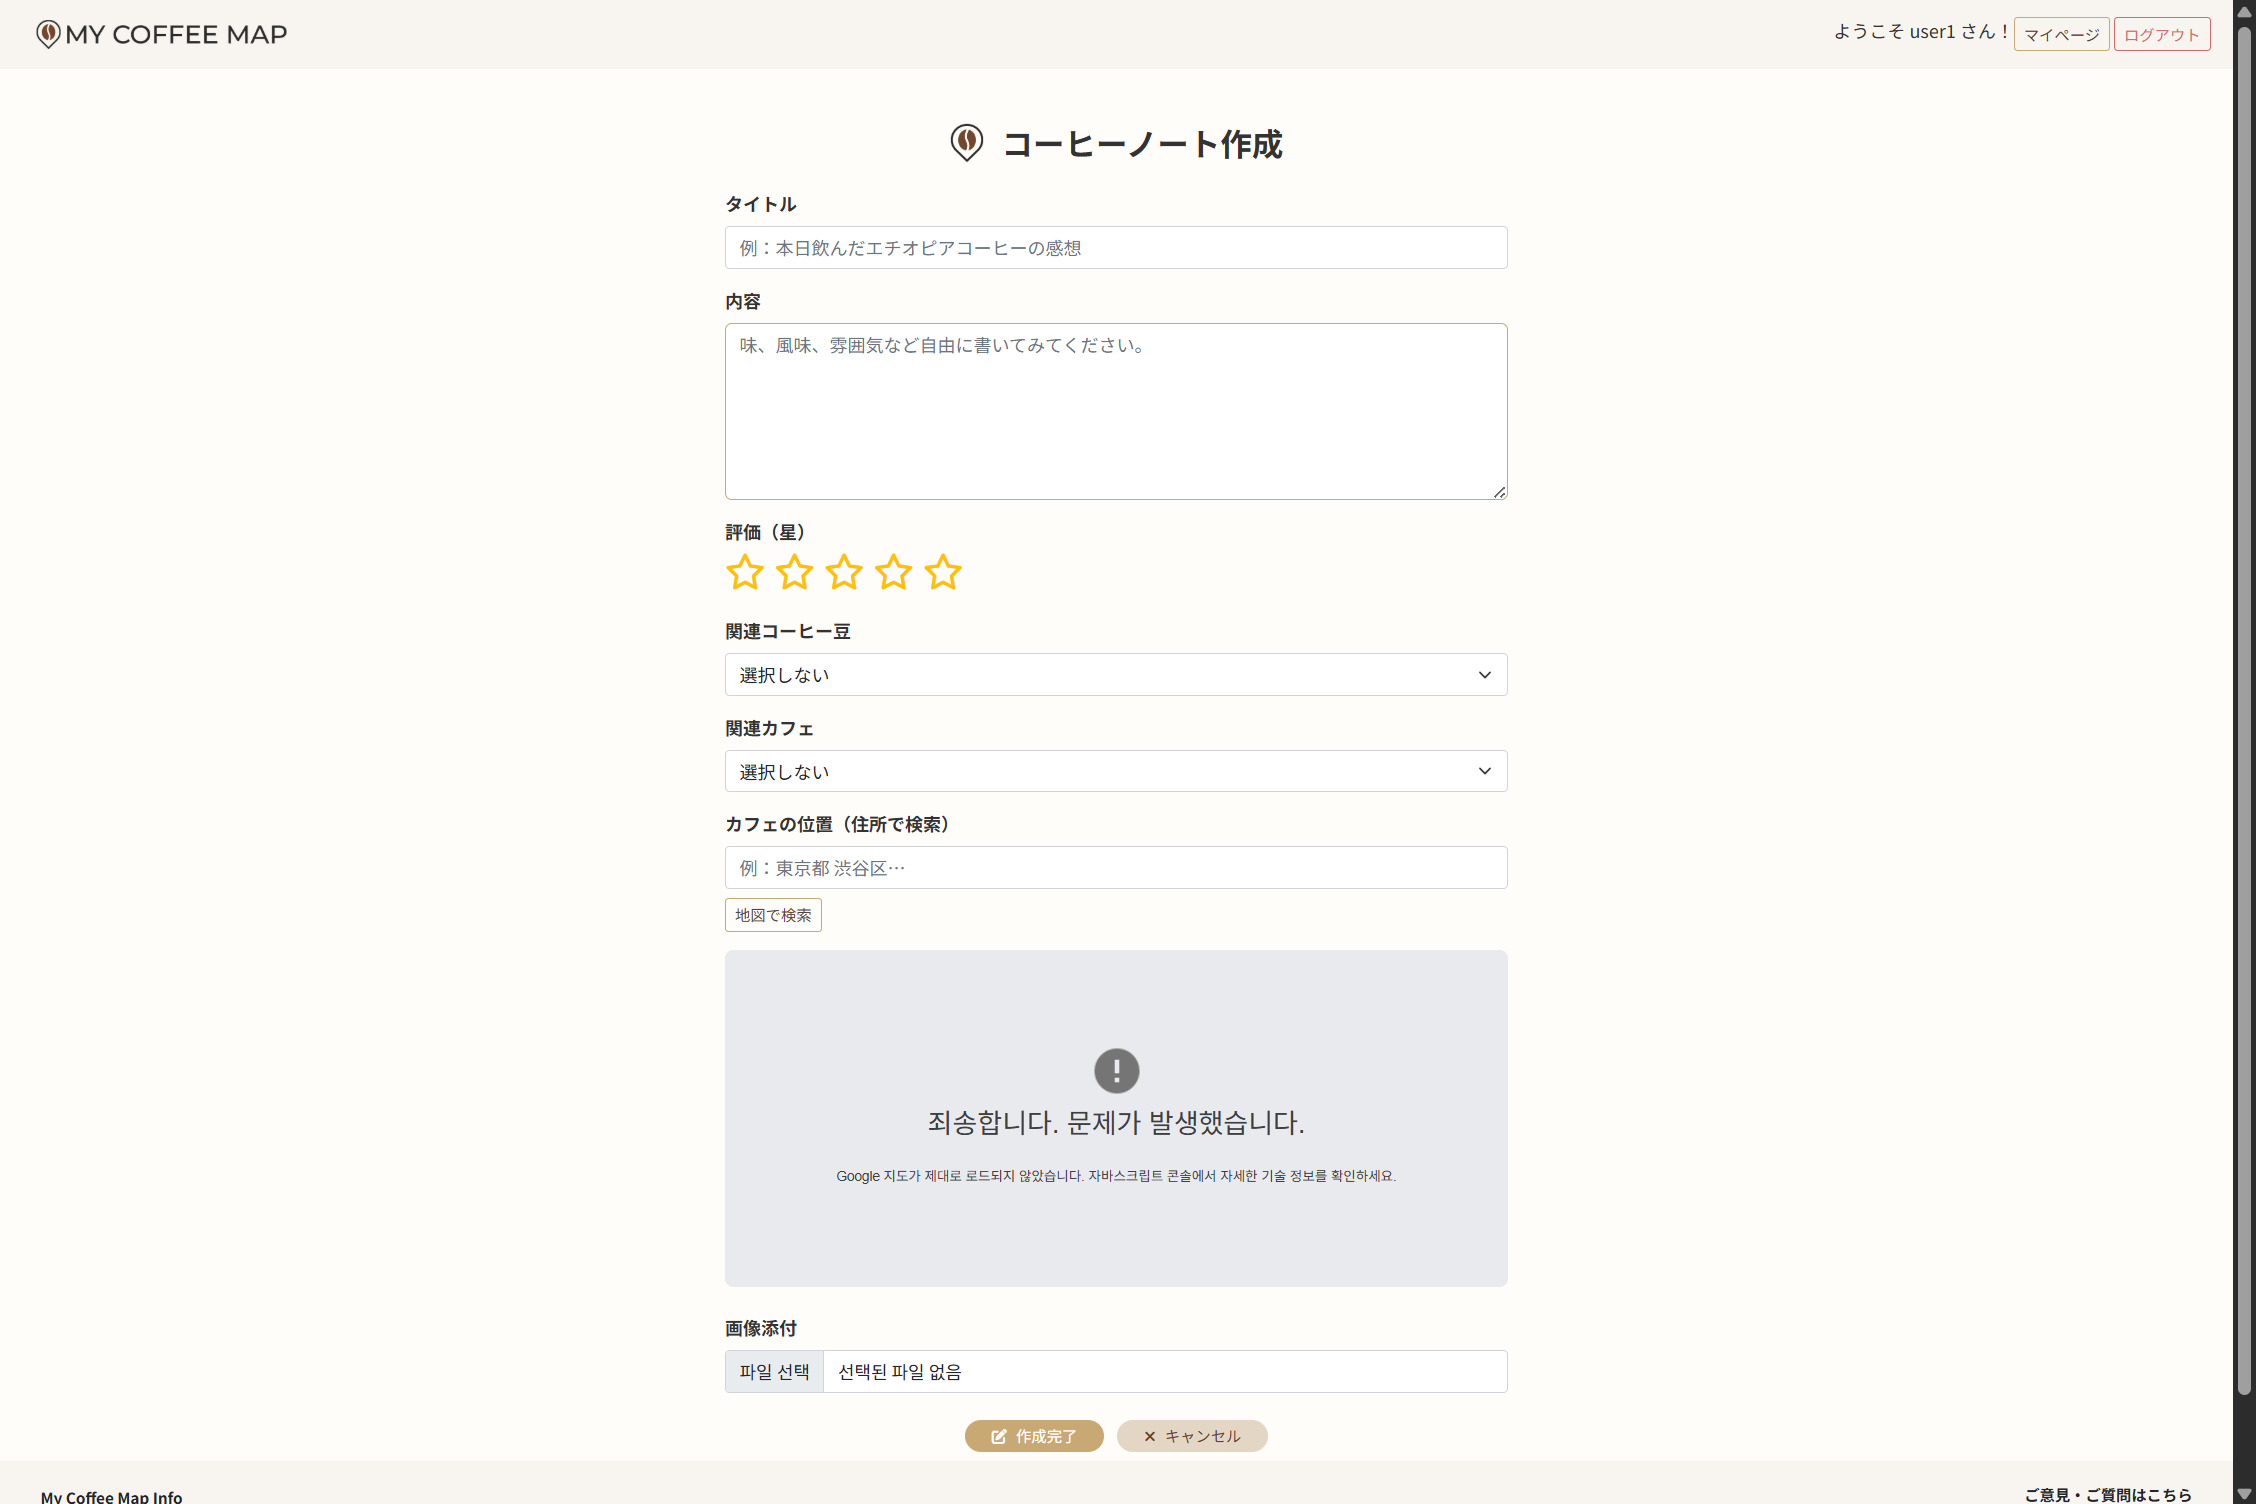 MY COFFEE MAP
ようこそ user1 さん！
マイページ
ログアウト
コーヒーノート作成
タイトル
例：本日飲んだエチオピアコーヒーの感想
内容
味、風味、雰囲気など自由に書いてみてください。
評価（星）
関連コーヒー豆
選択しない
関連カフェ
選択しない
カフェの位置（住所で検索）
例：東京都 渋谷区…
地図で検索
죄송합니다. 문제가 발생했습니다.
Google 지도가 제대로 로드되지 않았습니다. 자바스크립트 콘솔에서 자세한 기술 정보를 확인하세요.
画像添付
파일 선택 선택된 파일 없음
作成完了
キャンセル
My Coffee Map Info
ご意見・ご質問はこちら